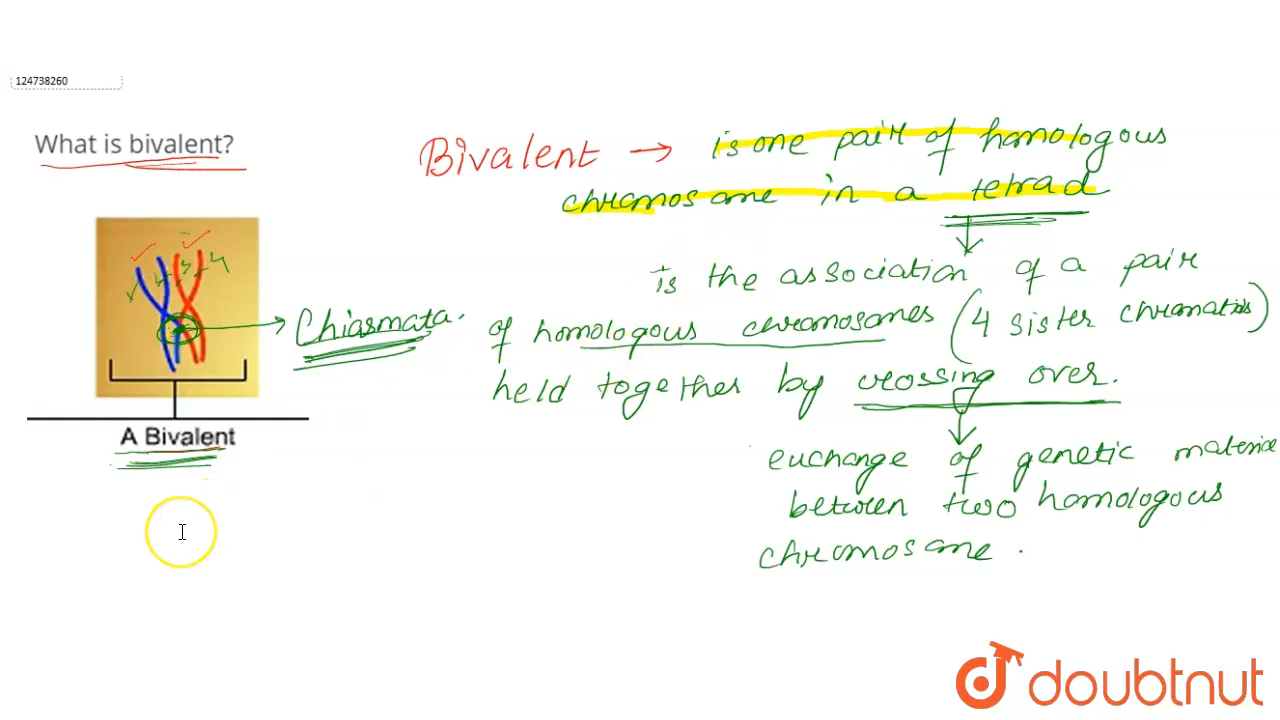 124738260
What is bivalent?
Bivalent → is one pair of homologous
chromosome in a tetrad
is the association of a pair
of homologous chromosomes (4 sister chromatids)
held together by crossing over.
exchange of genetic material
between two homologous
chromosome.
Chiasmata.
A Bivalent
doubtnut